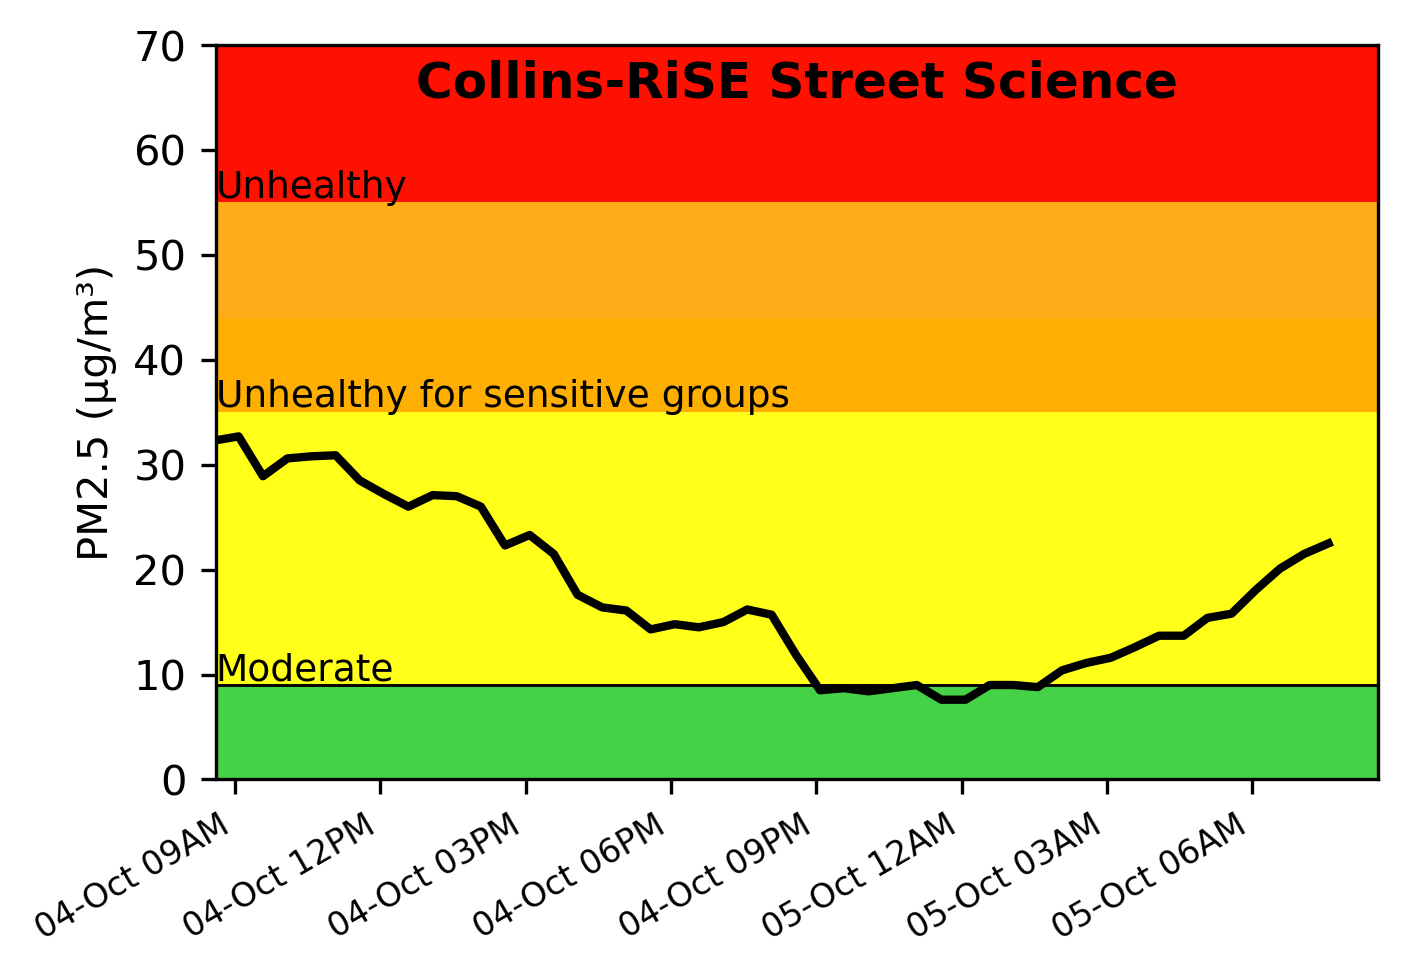 Collins-RiSE Street Science
70
60
Unhealthy
50
40
Unhealthy for sensitive groups
30
20
10
Moderate
0
PM2.5 (µg/m³)
04-Oct 09AM
04-Oct 12PM
04-Oct 03PM
04-Oct 06PM
04-Oct 09PM
05-Oct 12AM
05-Oct 03AM
05-Oct 06AM